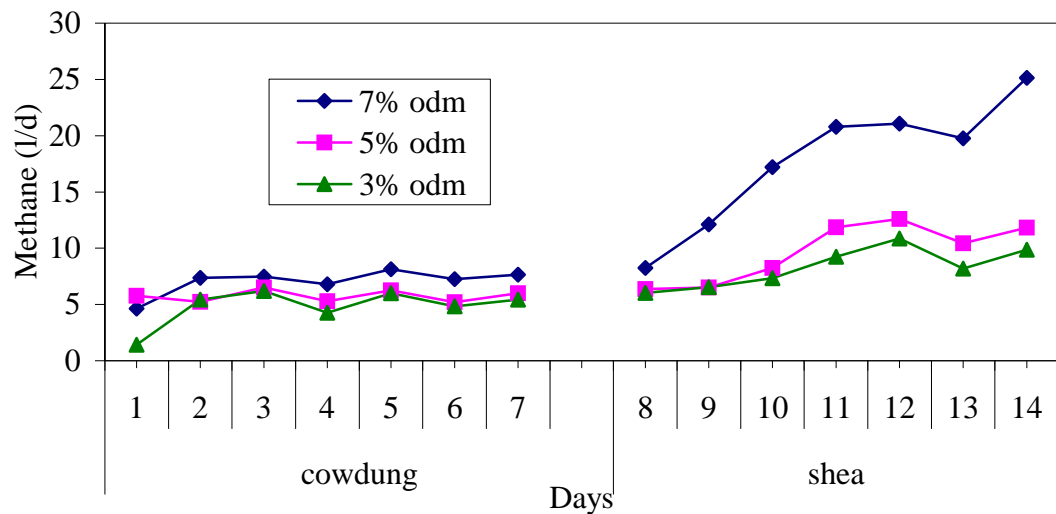 30
25
20
15
10
5
0
Methane (l/d)
7% odm
5% odm
3% odm
1 2 3 4 5 6 7 8 9 10 11 12 13 14
cowdung shea
Days